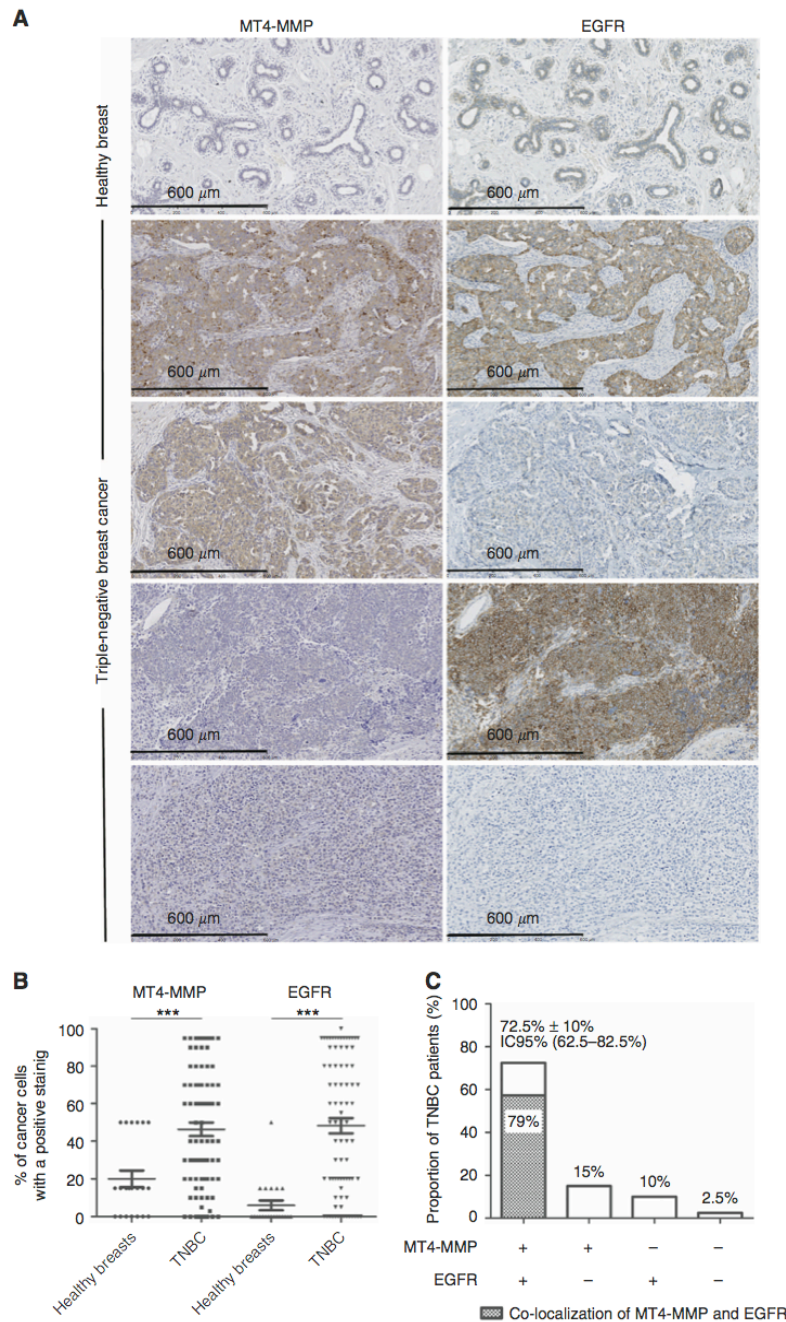 A
MT4-MMP
EGFR
Healthy breast
600 μm
600 μm
Triple-negative breast cancer
600 μm
600 μm
600 μm
600 μm
600 μm
600 μm
600 μm
600 μm
B
MT4-MMP
EGFR
***
***
% of cancer cells
with a positive stainig
100
80
60
40
20
0
Healthy breasts
TNBC
Healthy breasts
TNBC
C
Proportion of TNBC patients (%)
100
80
60
40
20
0
72.5% ± 10%
IC95% (62.5–82.5%)
79%
15%
10%
2.5%
MT4-MMP + + – –
EGFR + – + –
Co-localization of MT4-MMP and EGFR